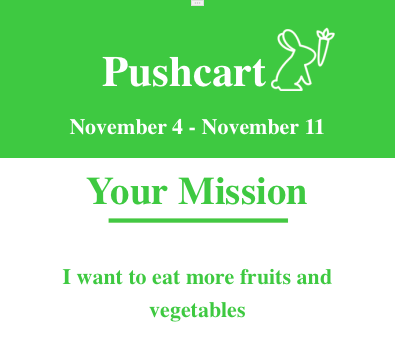 Pushcart
November 4 - November 11
Your Mission
I want to eat more fruits and
vegetables